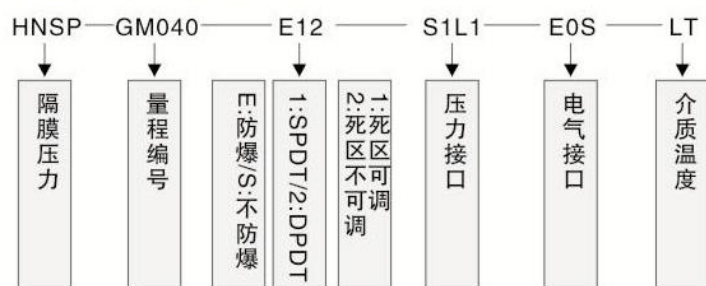 HNSP—GM040—E12—S1L1—E0S—LT
隔膜压力
量程编号
E:防爆/S:不防爆
1:SPDT/2:DPDT
1:死区可调
2:死区不可调
压力接口
电气接口
介质温度